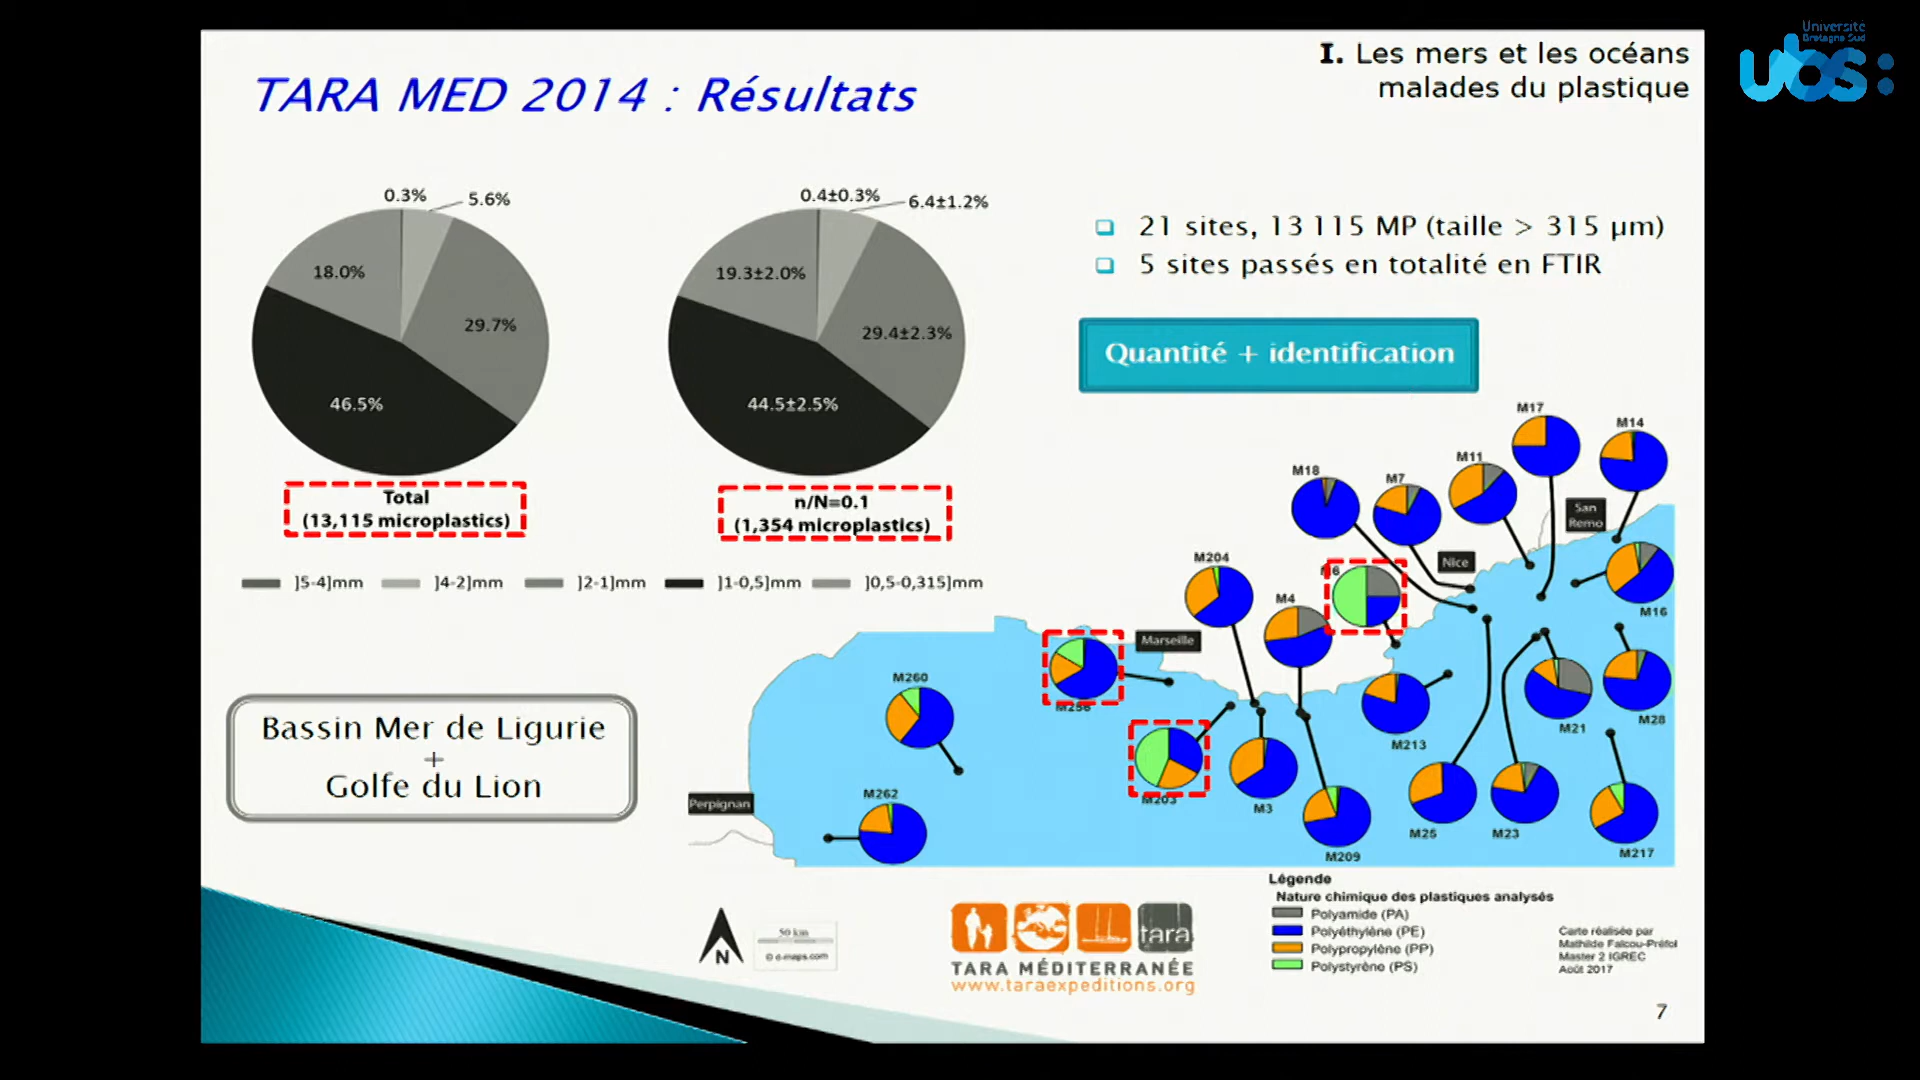 Université
Bretagne Sud
ubs:
I. Les mers et les océans
malades du plastique
TARA MED 2014 : Résultats
0.3%
5.6%
18.0%
29.7%
46.5%
Total
(13,115 microplastics)
0.4±0.3%
6.4±1.2%
19.3±2.0%
29.4±2.3%
44.5±2.5%
n/N=0.1
(1,354 microplastics)
]5-4]mm
]4-2]mm
]2-1]mm
]1-0,5]mm
]0,5-0,315]mm
21 sites, 13 115 MP (taille > 315 µm)
5 sites passés en totalité en FTIR
Quantité + identification
Bassin Mer de Ligurie
+
Golfe du Lion
M17
M14
M11
M18
M7
San
Remo
Nice
M204
M6
M4
M16
Marseille
M260
M256
M213
M21
M28
M203
M3
Perpignan
M262
M25
M23
M209
M217
N
50 km
© d-maps.com
tara
TARA MÉDITERRANÉE
www.taraexpeditions.org
Légende
Nature chimique des plastiques analysés
Polyamide (PA)
Polyéthylène (PE)
Polypropylène (PP)
Polystyrène (PS)
Carte réalisée par
Mathilde Falcou-Préfol
Master 2 IGREC
Août 2017
7